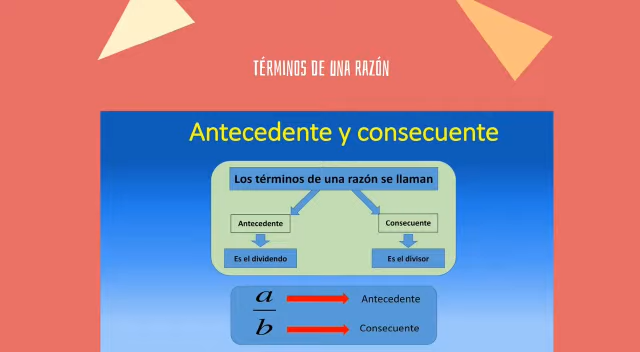 TÉRMINOS DE UNA RAZÓN
Antecedente y consecuente
Los términos de una razón se llaman
Antecedente
Consecuente
Es el dividendo
Es el divisor
a
Antecedente
b
Consecuente